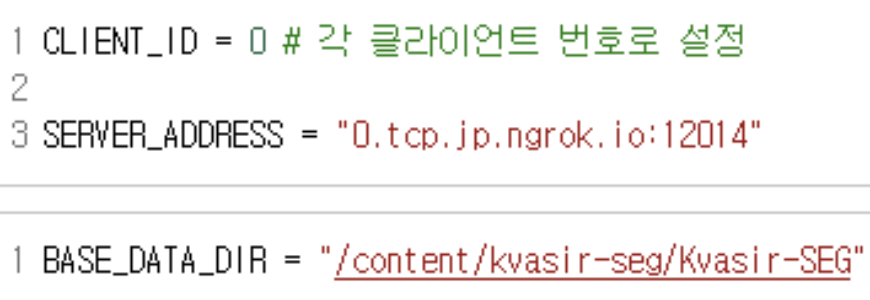 1 CLIENT_ID = 0 # 각 클라이언트 번호로 설정
2
3 SERVER_ADDRESS = "0.tcp.jp.ngrok.io:12014"
1 BASE_DATA_DIR = "/content/kvasir-seg/Kvasir-SEG"